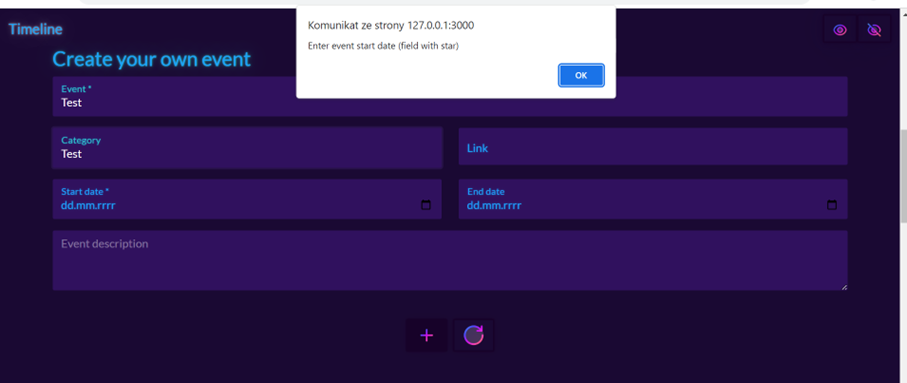 Komunikat ze strony 127.0.0.1:3000
Enter event start date (field with star)
OK
Timeline
Create your own event
Event *
Test
Category
Test
Link
Start date *
dd.mm.rrrr
End date
dd.mm.rrrr
Event description